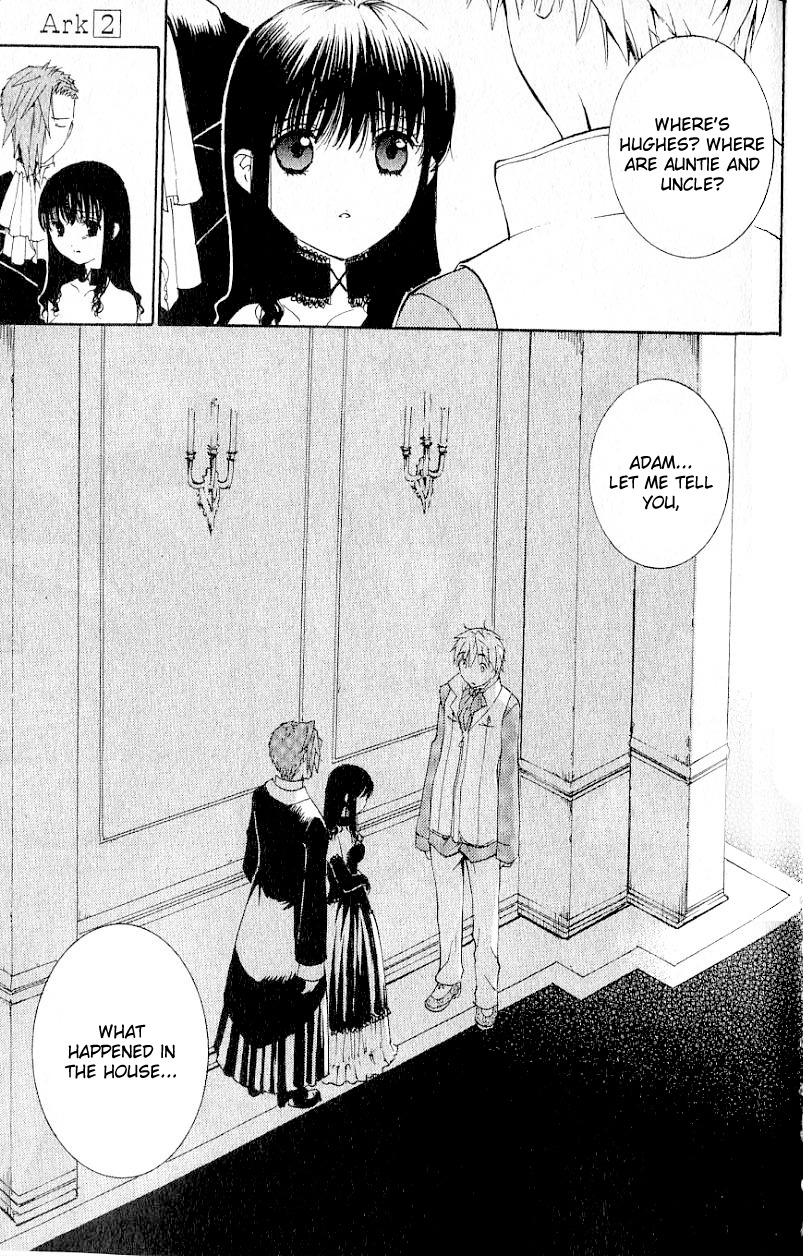 Ark 2
WHERE'S
HUGHES? WHERE
ARE AUNTIE AND
UNCLE?
ADAM...
LET ME TELL
YOU,
WHAT
HAPPENED IN
THE HOUSE...